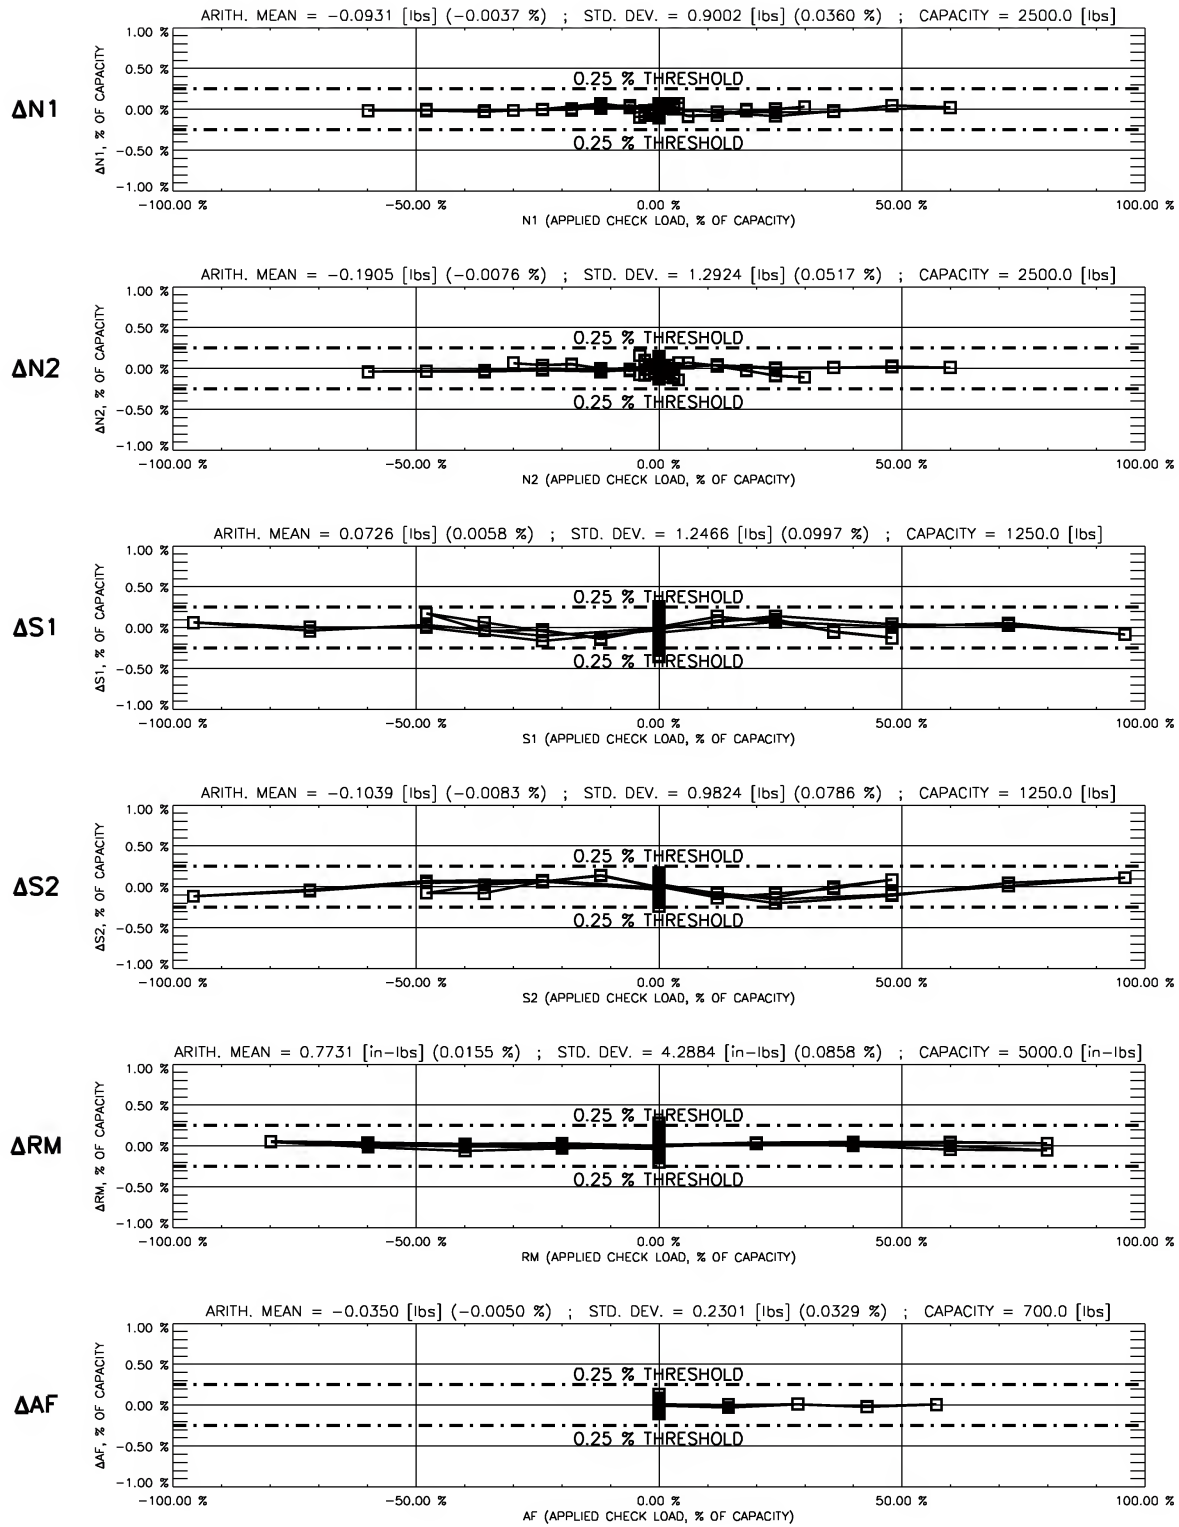 ARITH. MEAN = −0.0931 [lbs] (−0.0037 %) ; STD. DEV. = 0.9002 [lbs] (0.0360 %) ; CAPACITY = 2500.0 [lbs]
ΔN1
ΔN1, % OF CAPACITY
1.00 %
0.50 %
0.00 %
−0.50 %
−1.00 %
0.25 % THRESHOLD
0.25 % THRESHOLD
−100.00 % −50.00 % 0.00 % 50.00 % 100.00 %
N1 (APPLIED CHECK LOAD, % OF CAPACITY)
ARITH. MEAN = −0.1905 [lbs] (−0.0076 %) ; STD. DEV. = 1.2924 [lbs] (0.0517 %) ; CAPACITY = 2500.0 [lbs]
ΔN2
ΔN2, % OF CAPACITY
1.00 %
0.50 %
0.00 %
−0.50 %
−1.00 %
0.25 % THRESHOLD
0.25 % THRESHOLD
−100.00 % −50.00 % 0.00 % 50.00 % 100.00 %
N2 (APPLIED CHECK LOAD, % OF CAPACITY)
ARITH. MEAN = 0.0726 [lbs] (0.0058 %) ; STD. DEV. = 1.2466 [lbs] (0.0997 %) ; CAPACITY = 1250.0 [lbs]
ΔS1
ΔS1, % OF CAPACITY
1.00 %
0.50 %
0.00 %
−0.50 %
−1.00 %
0.25 % THRESHOLD
0.25 % THRESHOLD
−100.00 % −50.00 % 0.00 % 50.00 % 100.00 %
S1 (APPLIED CHECK LOAD, % OF CAPACITY)
ARITH. MEAN = −0.1039 [lbs] (−0.0083 %) ; STD. DEV. = 0.9824 [lbs] (0.0786 %) ; CAPACITY = 1250.0 [lbs]
ΔS2
ΔS2, % OF CAPACITY
1.00 %
0.50 %
0.00 %
−0.50 %
−1.00 %
0.25 % THRESHOLD
0.25 % THRESHOLD
−100.00 % −50.00 % 0.00 % 50.00 % 100.00 %
S2 (APPLIED CHECK LOAD, % OF CAPACITY)
ARITH. MEAN = 0.7731 [in−lbs] (0.0155 %) ; STD. DEV. = 4.2884 [in−lbs] (0.0858 %) ; CAPACITY = 5000.0 [in−lbs]
ΔRM
ΔRM, % OF CAPACITY
1.00 %
0.50 %
0.00 %
−0.50 %
−1.00 %
0.25 % THRESHOLD
0.25 % THRESHOLD
−100.00 % −50.00 % 0.00 % 50.00 % 100.00 %
RM (APPLIED CHECK LOAD, % OF CAPACITY)
ARITH. MEAN = −0.0350 [lbs] (−0.0050 %) ; STD. DEV. = 0.2301 [lbs] (0.0329 %) ; CAPACITY = 700.0 [lbs]
ΔAF
ΔAF, % OF CAPACITY
1.00 %
0.50 %
0.00 %
−0.50 %
−1.00 %
0.25 % THRESHOLD
0.25 % THRESHOLD
−100.00 % −50.00 % 0.00 % 50.00 % 100.00 %
AF (APPLIED CHECK LOAD, % OF CAPACITY)